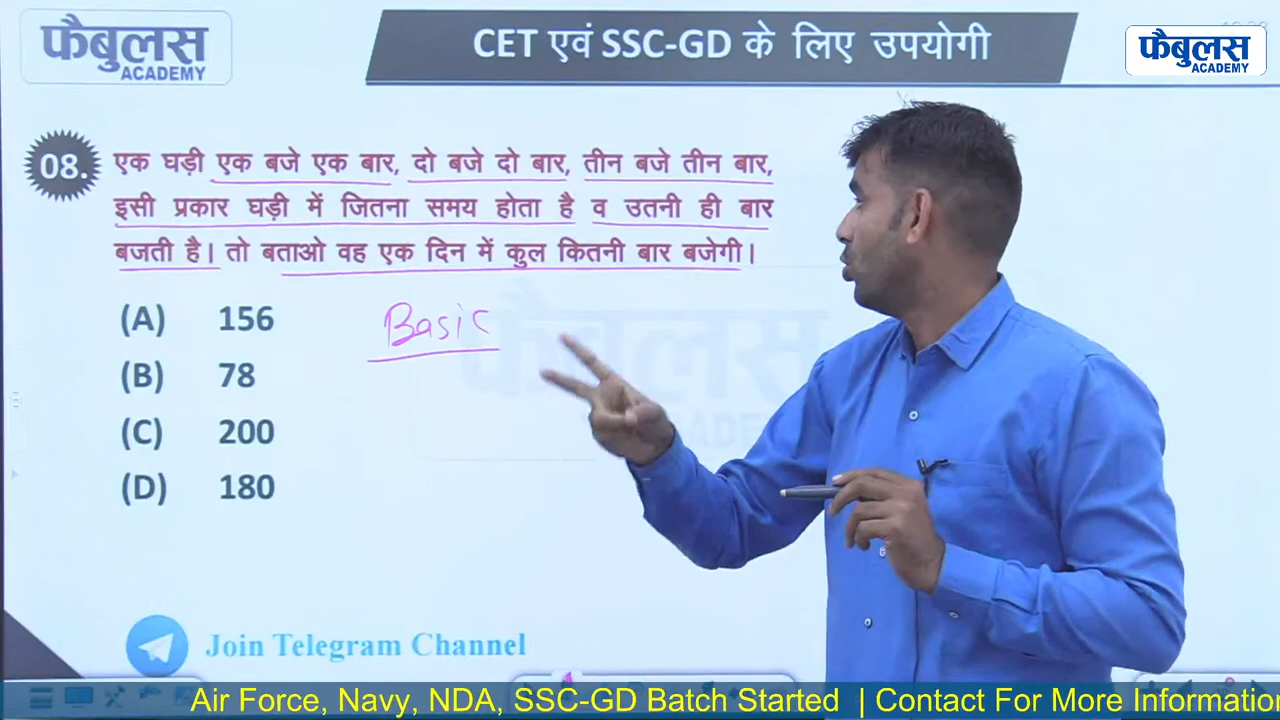 फैबुलस
ACADEMY
CET एवं SSC-GD के लिए उपयोगी
फैबुलस
ACADEMY
08. एक घड़ी एक बजे एक बार, दो बजे दो बार, तीन बजे तीन बार,
इसी प्रकार घड़ी में जितना समय होता है व उतनी ही बार
बजती है। तो बताओ वह एक दिन में कुल कितनी बार बजेगी।
(A) 156
Basic
(B) 78
(C) 200
(D) 180
Join Telegram Channel
Air Force, Navy, NDA, SSC-GD Batch Started | Contact For More Information